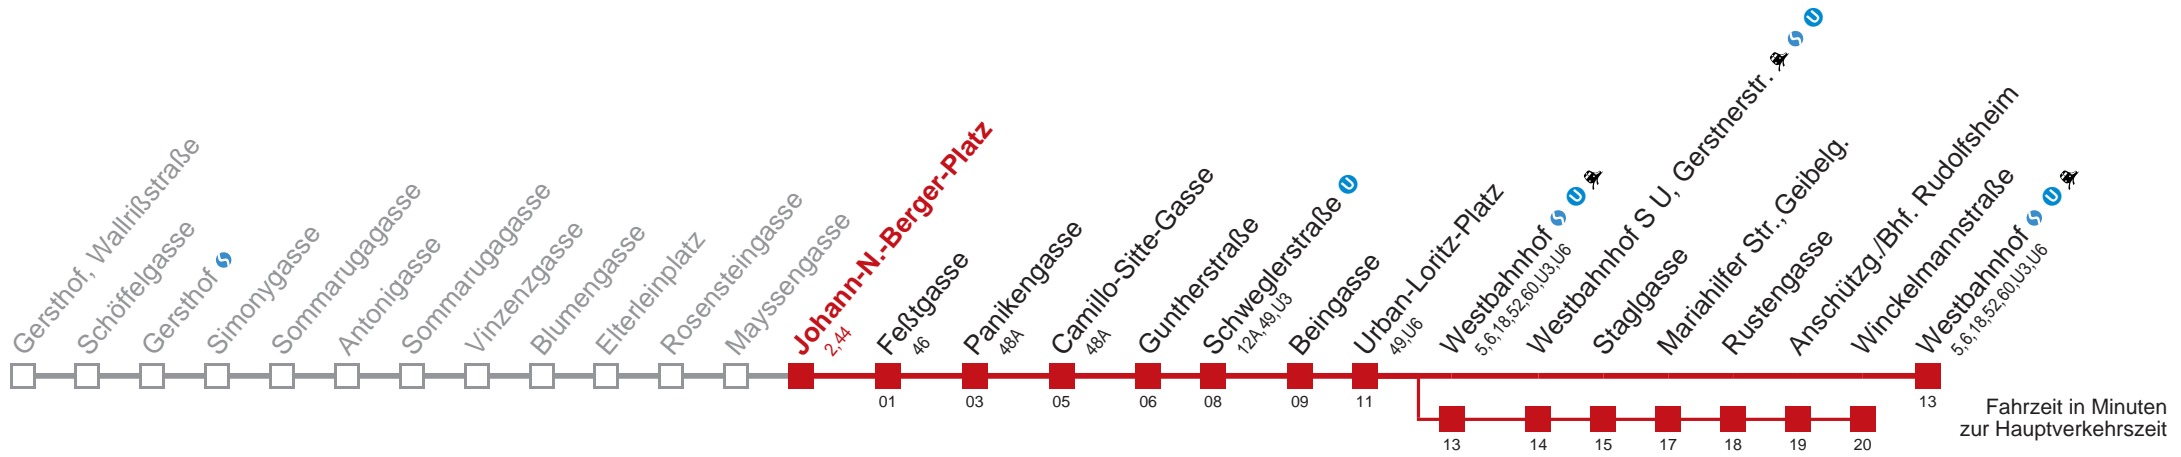 Gersthof, Wallrißstraße
Schöffelgasse
Gersthof S
Simonygasse
Sommarugagasse
Antonigasse
Sommarugagasse
Vinzenzgasse
Blumengasse
Elterleinplatz
Rosensteingasse
Mayssengasse
Johann-N.-Berger-Platz
2,44
Feßtgasse
46
Panikengasse
48A
Camillo-Sitte-Gasse
48A
Guntherstraße
Schweglerstraße U
12A,49,U3
Beingasse
Urban-Loritz-Platz
49,U6
Westbahnhof S U
5,6,18,52,60,U3,U6
Westbahnhof S U, Gerstnerstr. S U
Staglgasse
Mariahilfer Str., Geibelg.
Rustengasse
Anschützg./Bhf. Rudolfsheim
Winckelmannstraße
Westbahnhof S U
5,6,18,52,60,U3,U6
01 03 05 06 08 09 11 13
13 14 15 17 18 19 20
Fahrzeit in Minuten
zur Hauptverkehrszeit